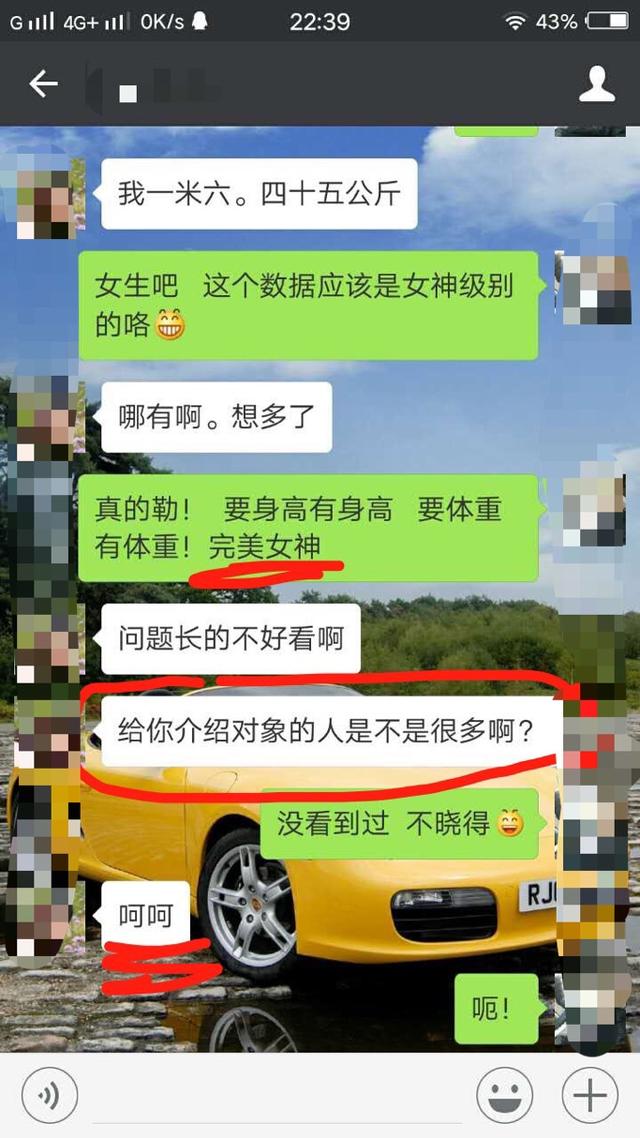 G 4G+ 0K/s 22:39 43%
我一米六。四十五公斤
女生吧 这个数据应该是女神级别
的咯😁
哪有啊。想多了
真的勒! 要身高有身高 要体重
有体重! 完美女神
问题长的不好看啊
给你介绍对象的人是不是很多啊?
没看到过 不晓得😄
RJ
呵呵
呃!